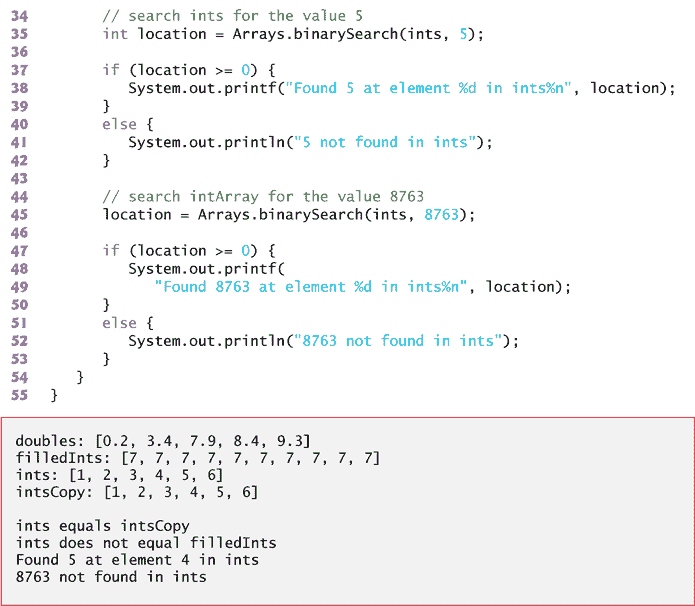 34 // search ints for the value 5
35 int location = Arrays.binarySearch(ints, 5);
36
37 if (location >= 0) {
38 System.out.printf("Found 5 at element %d in ints%n", location);
39 }
40 else {
41 System.out.println("5 not found in ints");
42 }
43
44 // search intArray for the value 8763
45 location = Arrays.binarySearch(ints, 8763);
46
47 if (location >= 0) {
48 System.out.printf(
49 "Found 8763 at element %d in ints%n", location);
50 }
51 else {
52 System.out.println("8763 not found in ints");
53 }
54 }
55 }
doubles: [0.2, 3.4, 7.9, 8.4, 9.3]
filledInts: [7, 7, 7, 7, 7, 7, 7, 7, 7, 7]
ints: [1, 2, 3, 4, 5, 6]
intsCopy: [1, 2, 3, 4, 5, 6]
ints equals intsCopy
ints does not equal filledInts
Found 5 at element 4 in ints
8763 not found in ints